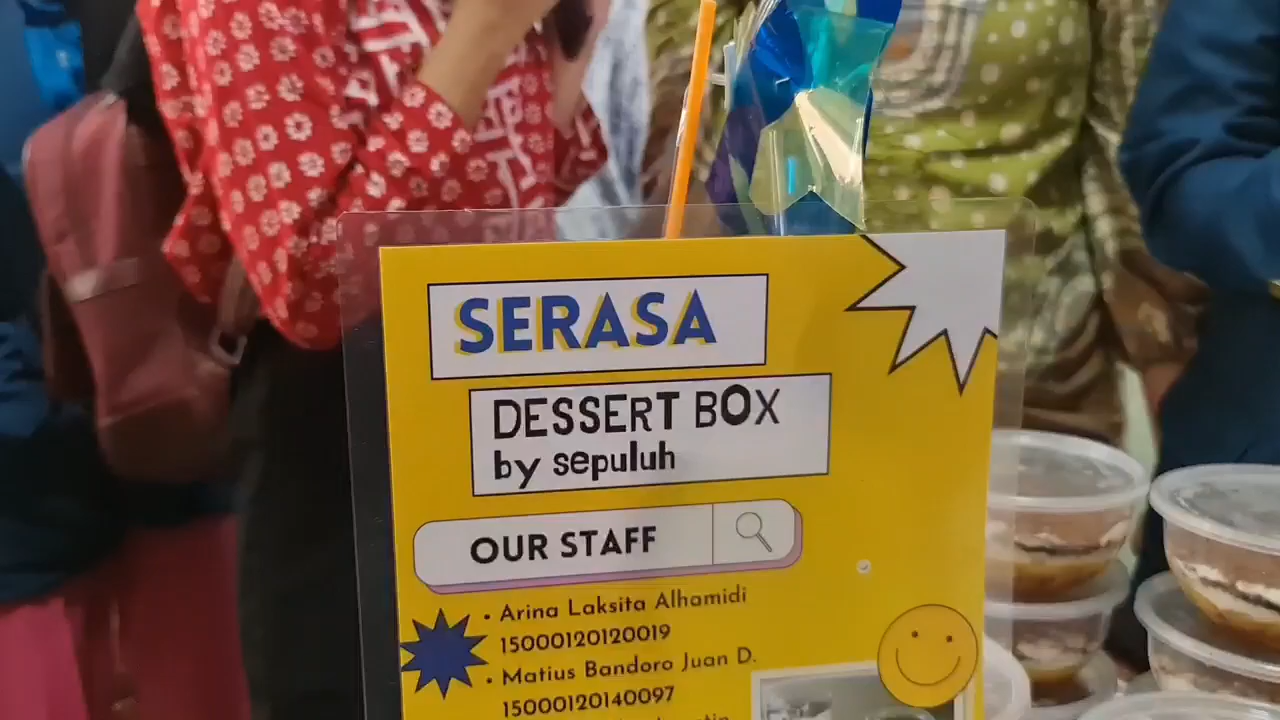 SERASA
DESSERT BOX
by sepuluh
OUR STAFF
• Arina Laksita Alhamidi
15000120120019
• Matius Bandoro Juan D.
15000120140097